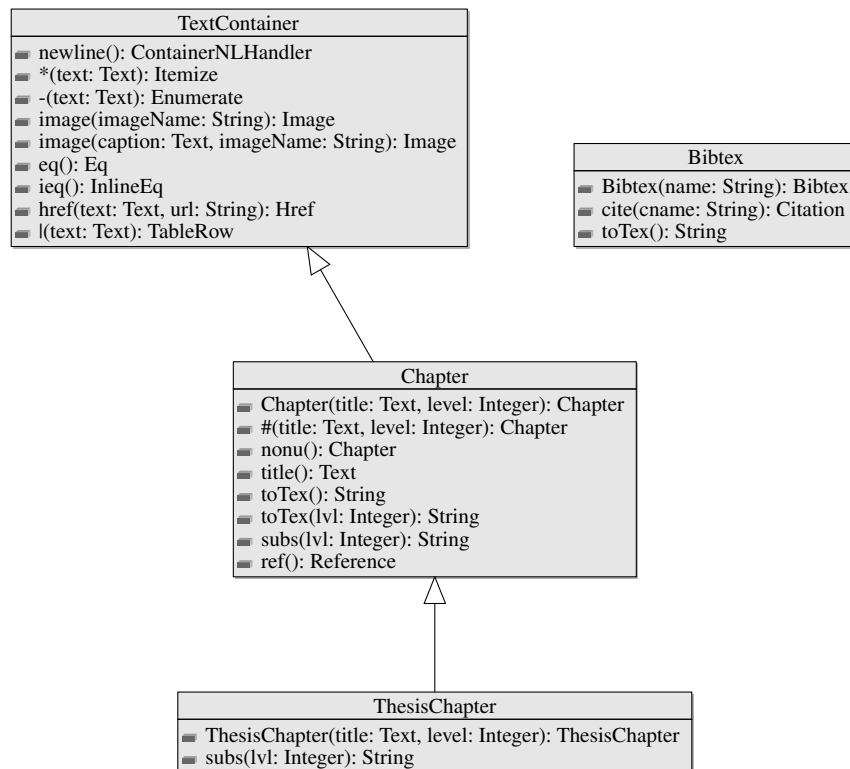 TextContainer
newline(): ContainerNLHandler
*(text: Text): Itemize
-(text: Text): Enumerate
image(imageName: String): Image
image(caption: Text, imageName: String): Image
eq(): Eq
ieq(): InlineEq
href(text: Text, url: String): Href
|(text: Text): TableRow
Bibtex
Bibtex(name: String): Bibtex
cite(cname: String): Citation
toTex(): String
Chapter
Chapter(title: Text, level: Integer): Chapter
#(title: Text, level: Integer): Chapter
nonu(): Chapter
title(): Text
toTex(): String
toTex(lvl: Integer): String
subs(lvl: Integer): String
ref(): Reference
ThesisChapter
ThesisChapter(title: Text, level: Integer): ThesisChapter
subs(lvl: Integer): String